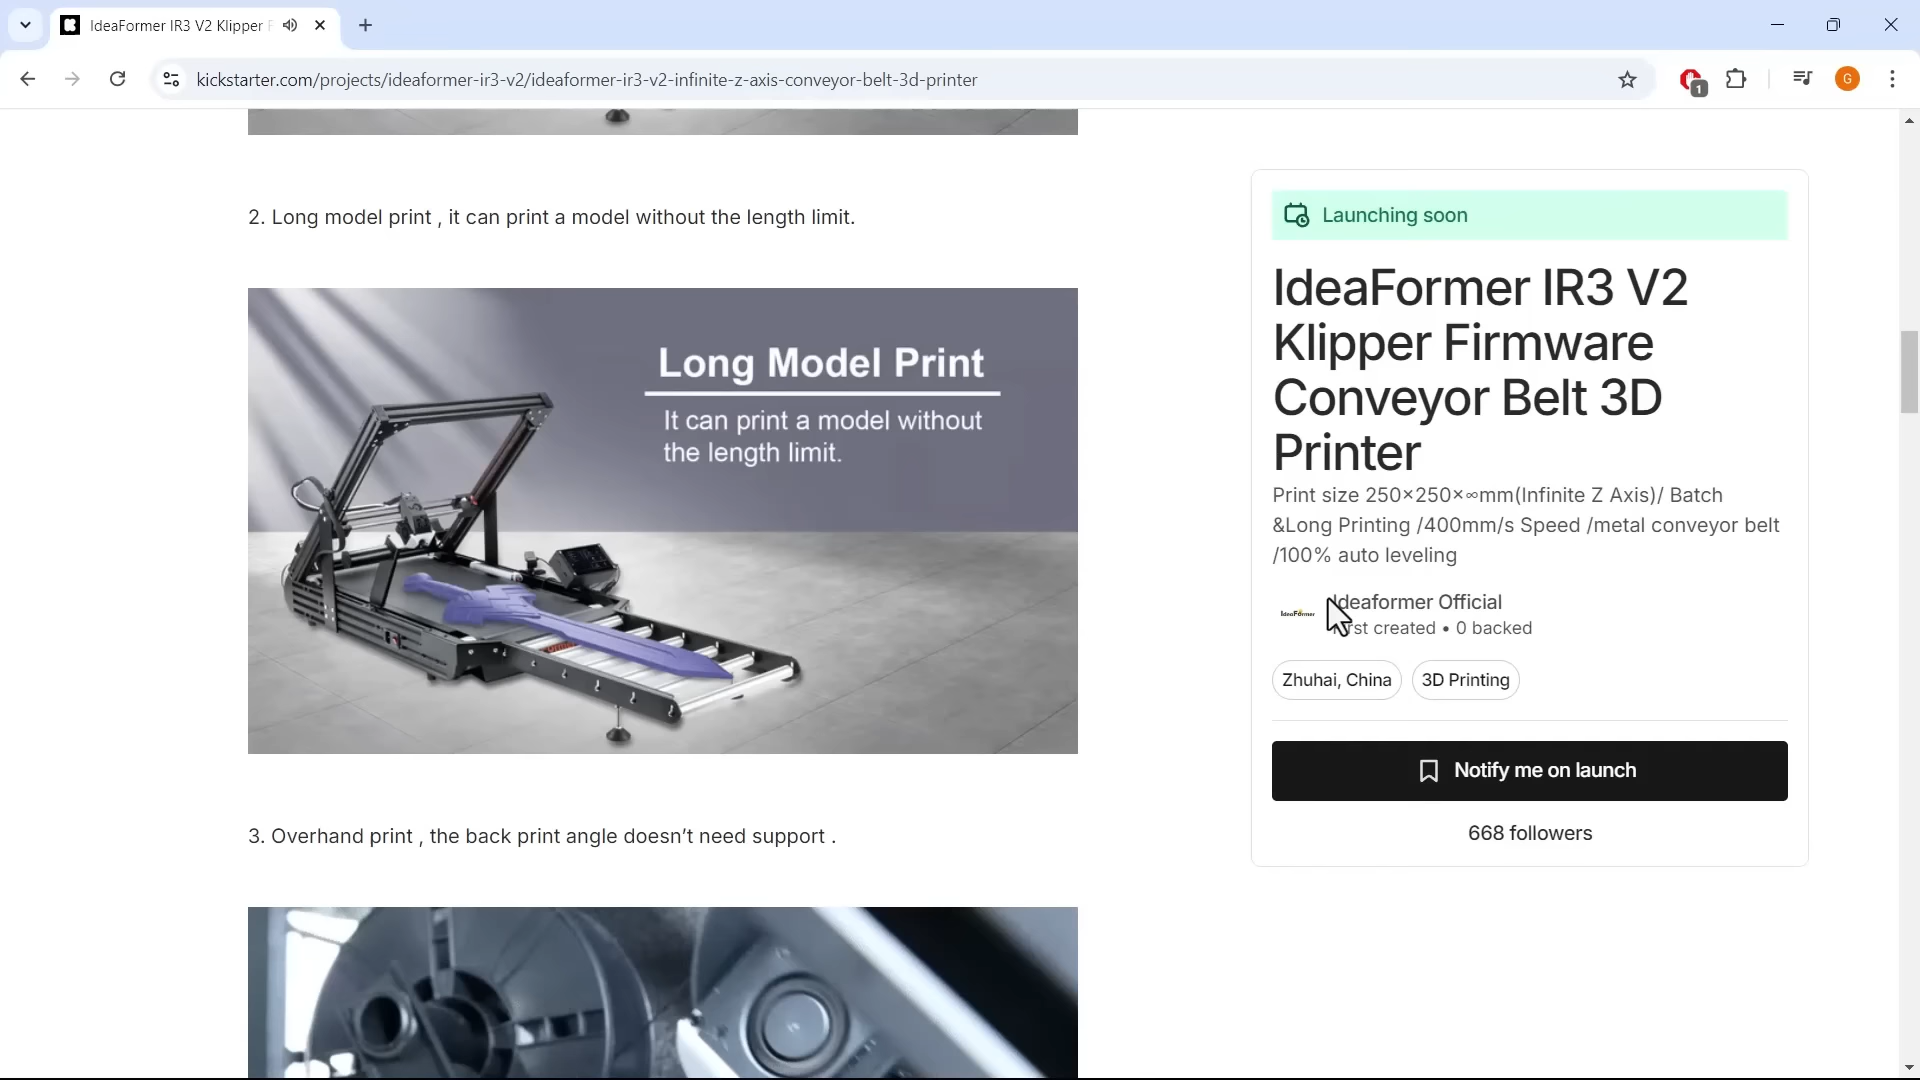 IdeaFormer IR3 V2 Klipper F
kickstarter.com/projects/ideaformer-ir3-v2/ideaformer-ir3-v2-infinite-z-axis-conveyor-belt-3d-printer
1
G
2. Long model print , it can print a model without the length limit.
Long Model Print
It can print a model without
the length limit.
3. Overhand print , the back print angle doesn’t need support .
Launching soon
IdeaFormer IR3 V2
Klipper Firmware
Conveyor Belt 3D
Printer
Print size 250×250×∞mm(Infinite Z Axis)/ Batch
&Long Printing /400mm/s Speed /metal conveyor belt
/100% auto leveling
IdeaFormer
Ideaformer Official
First created • 0 backed
Zhuhai, China
3D Printing
Notify me on launch
668 followers